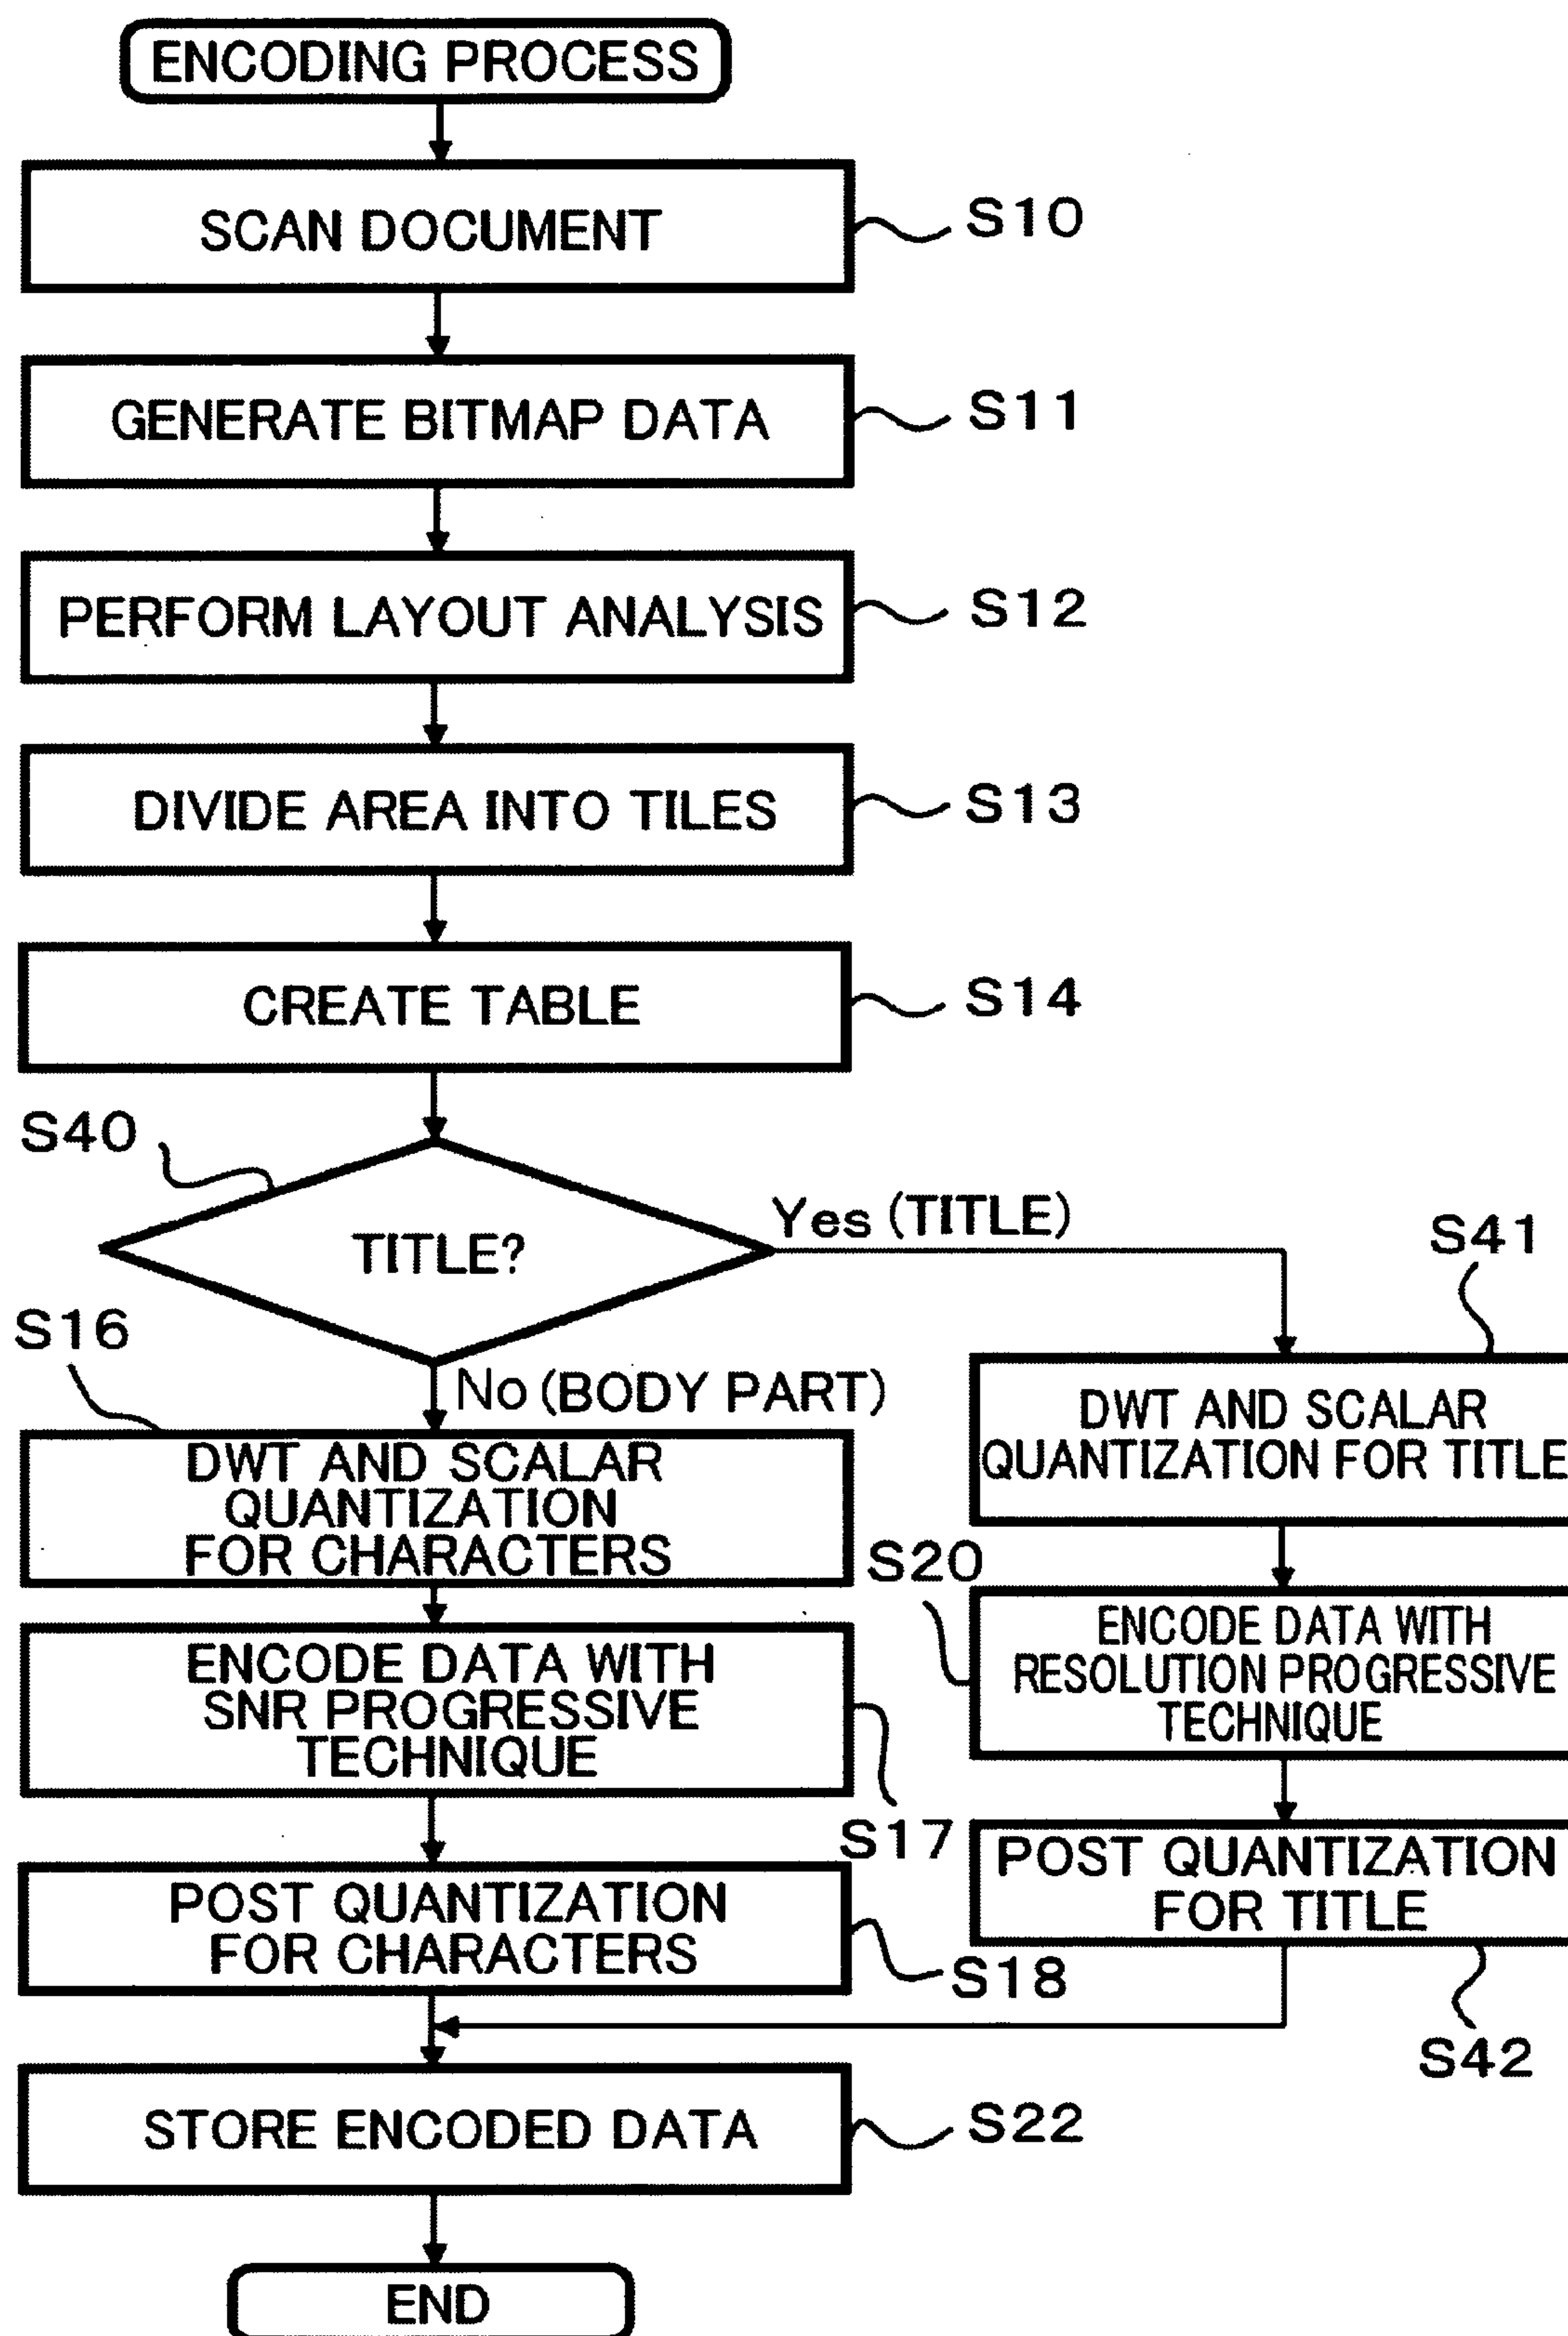 ENCODING PROCESS
SCAN DOCUMENT
S10
GENERATE BITMAP DATA
S11
PERFORM LAYOUT ANALYSIS
S12
DIVIDE AREA INTO TILES
S13
CREATE TABLE
S14
S40
TITLE?
Yes (TITLE)
S41
S16
No (BODY PART)
DWT AND SCALAR
QUANTIZATION
FOR CHARACTERS
DWT AND SCALAR
QUANTIZATION FOR TITLE
S20
ENCODE DATA WITH
SNR PROGRESSIVE
TECHNIQUE
S17
ENCODE DATA WITH
RESOLUTION PROGRESSIVE
TECHNIQUE
POST QUANTIZATION
FOR CHARACTERS
S18
POST QUANTIZATION
FOR TITLE
S42
STORE ENCODED DATA
S22
END